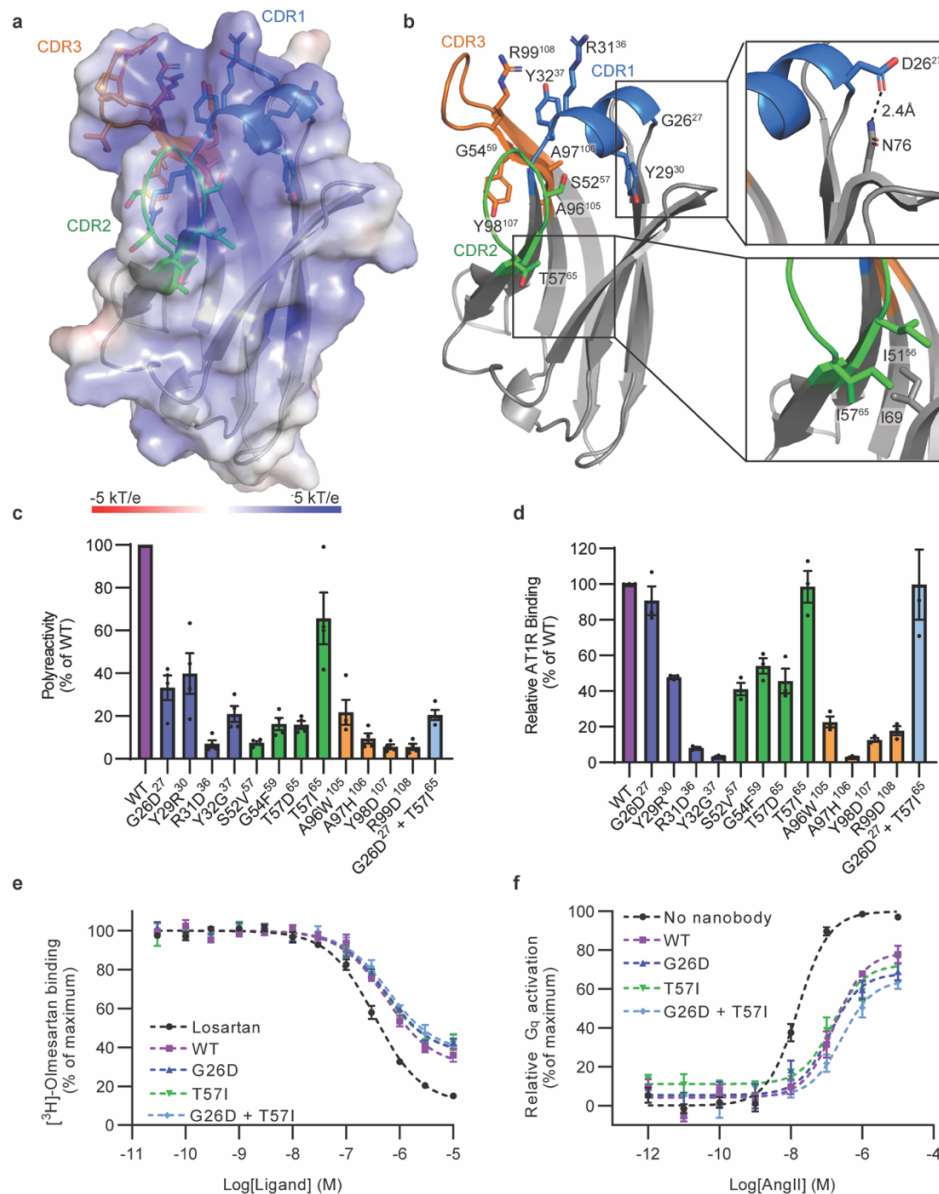 a
CDR3
CDR1
CDR2
-5 kT/e
-5 kT/e
b
CDR3
R99¹⁰⁸
Y32³⁷
R31³⁶
CDR1
G26²⁷
G54⁵⁹
A97¹⁰⁶
S52⁵⁷
Y29³⁰
A96¹⁰⁵
Y98¹⁰⁷
CDR2
T57⁶⁵
D26²⁷
2.4Å
N76
I51⁵⁶
I57⁶⁵
I69
c
Polyreactivity
(% of WT)
100
80
60
40
20
0
WT
G26D²⁷
Y29R³⁰
R31D³⁶
Y32G³⁷
S52V⁵⁷
G54F⁵⁹
T57D⁶⁵
T57I⁶⁵
A96W¹⁰⁵
A97H¹⁰⁶
Y98D¹⁰⁷
R99D¹⁰⁸
G26D²⁷ + T57I⁶⁵
d
Relative AT1R Binding
(% of WT)
120
100
80
60
40
20
0
WT
G26D²⁷
Y29R³⁰
R31D³⁶
Y32G³⁷
S52V⁵⁷
G54F⁵⁹
T57D⁶⁵
T57I⁶⁵
A96W¹⁰⁵
A97H¹⁰⁶
Y98D¹⁰⁷
R99D¹⁰⁸
G26D²⁷ + T57I⁶⁵
e
[³H]-Olmesartan binding
(% of maximum)
100
80
60
40
20
0
Losartan
WT
G26D
T57I
G26D + T57I
-11 -10 -9 -8 -7 -6 -5
Log[Ligand] (M)
f
Relative Gq activation
(%of maximum)
100
80
60
40
20
0
No nanobody
WT
G26D
T57I
G26D + T57I
-12 -10 -8 -6 -4
Log[AngII] (M)